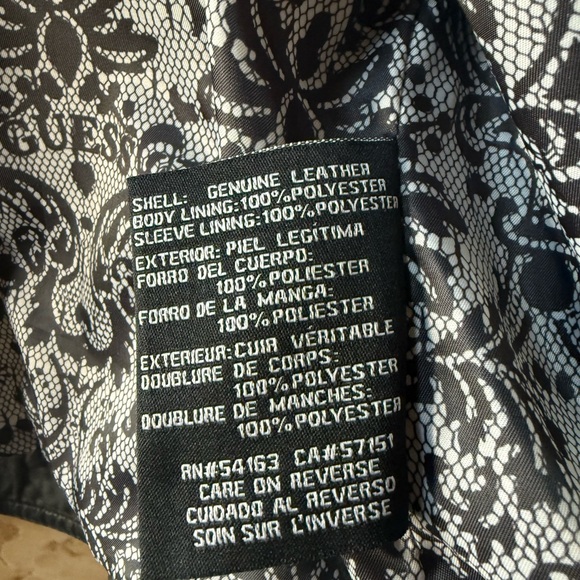 GUESS
SHELL: GENUINE LEATHER
BODY LINING:100%POLYESTER
SLEEVE LINING:100%POLYESTER
EXTERIOR: PIEL LEGÍTIMA
FORRO DEL CUERPO:
100%POLIESTER
FORRO DE LA MANGA:
100%POLIESTER
EXTERIEUR:CUIR VÉRITABLE
DOUBLURE DE CORPS:
100%POLYESTER
DOUBLURE DE MANCHES:
100%POLYESTER
RN#54163 CA#57151
CARE ON REVERSE
CUIDADO AL REVERSO
SOIN SUR L'INVERSE